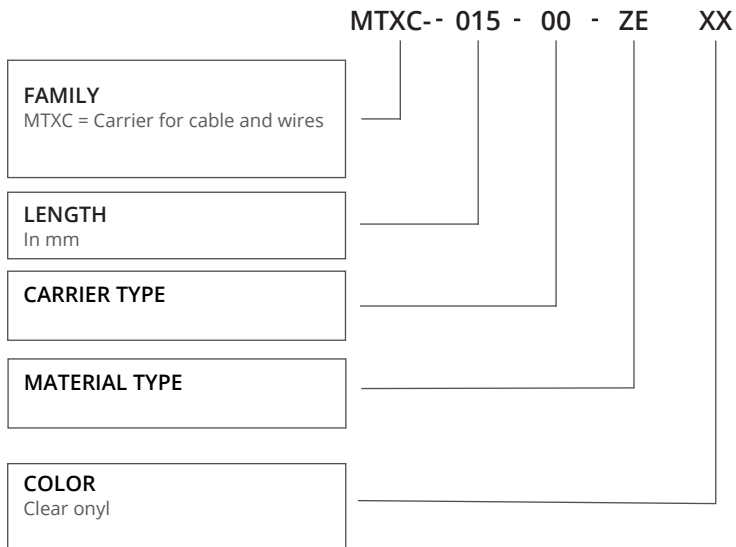 MTXC- - 015 - 00 - ZE XX
FAMILY
MTXC = Carrier for cable and wires
LENGTH
In mm
CARRIER TYPE
MATERIAL TYPE
COLOR
Clear onyl